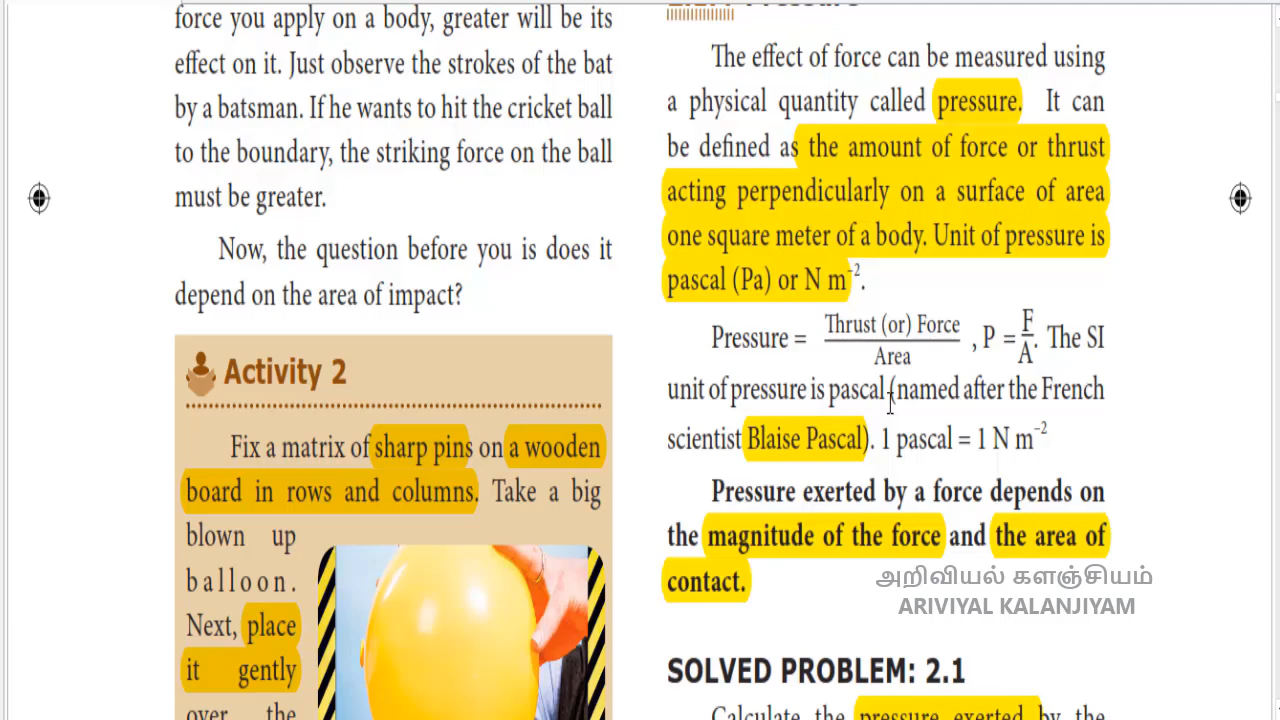 force you apply on a body, greater will be its
effect on it. Just observe the strokes of the bat
by a batsman. If he wants to hit the cricket ball
to the boundary, the striking force on the ball
must be greater.
Now, the question before you is does it
depend on the area of impact?
Activity 2
Fix a matrix of sharp pins on a wooden
board in rows and columns. Take a big
blown up
balloon.
Next, place
it gently
over the
The effect of force can be measured using
a physical quantity called pressure. It can
be defined as the amount of force or thrust
acting perpendicularly on a surface of area
one square meter of a body. Unit of pressure is
pascal (Pa) or N m⁻².
Pressure = Thrust (or) Force / Area , P = F/A. The SI
unit of pressure is pascal (named after the French
scientist Blaise Pascal). 1 pascal = 1 N m⁻²
Pressure exerted by a force depends on
the magnitude of the force and the area of
contact.
அறிவியல் களஞ்சியம்
ARIVIYAL KALANJIYAM
SOLVED PROBLEM: 2.1
Calculate the pressure exerted by the